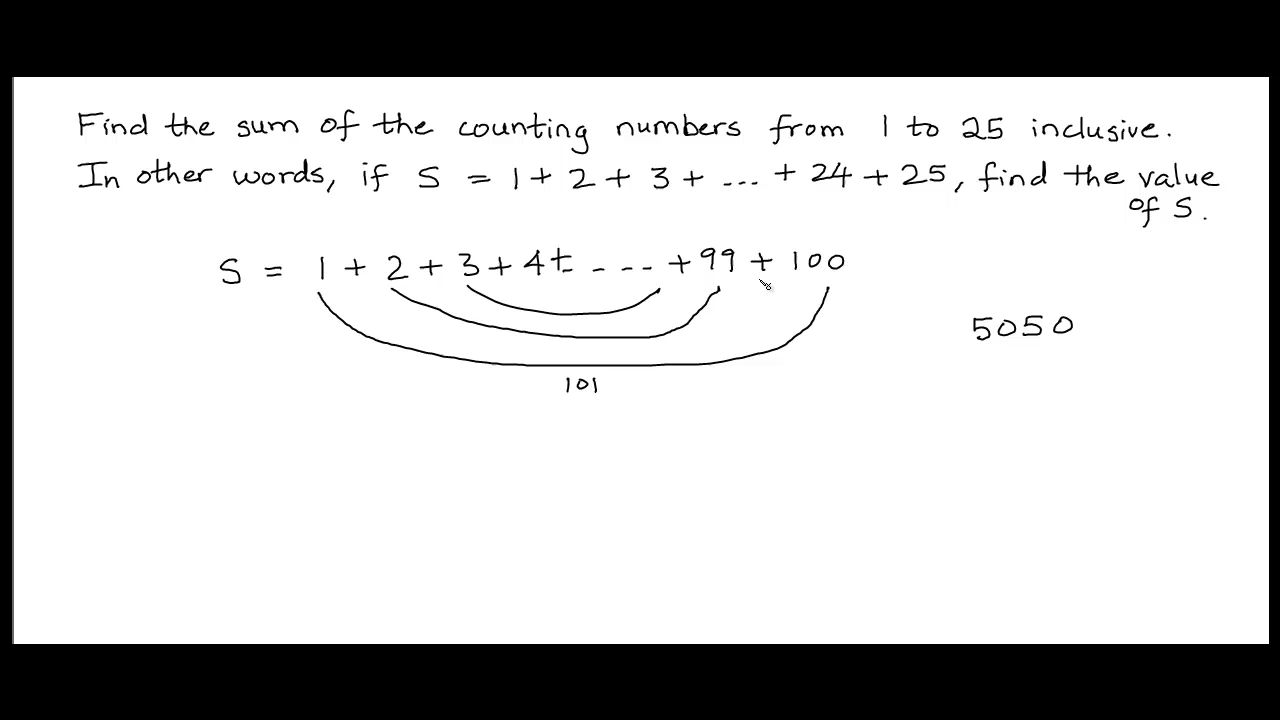 Find the sum of the counting numbers from 1 to 25 inclusive.
In other words, if S = 1 + 2 + 3 + ... + 24 + 25, find the value
of S.
S = 1 + 2 + 3 + 4 + - - - - + 99 + 100
5050
101